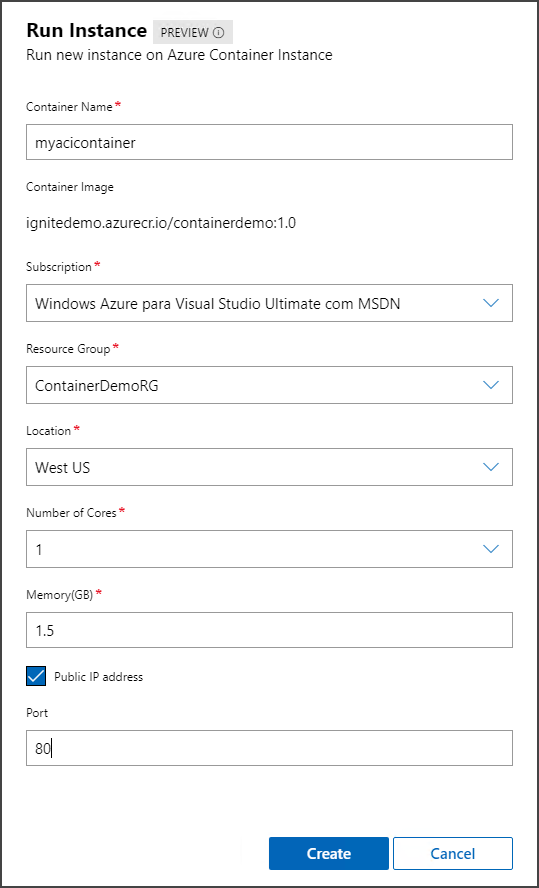 Run Instance PREVIEW
Run new instance on Azure Container Instance
Container Name*
myacicontainer
Container Image
ignitedemo.azurecr.io/containerdemo:1.0
Subscription*
Windows Azure para Visual Studio Ultimate com MSDN
Resource Group*
ContainerDemoRG
Location*
West US
Number of Cores*
1
Memory(GB)*
1.5
Public IP address
Port
80
Create Cancel